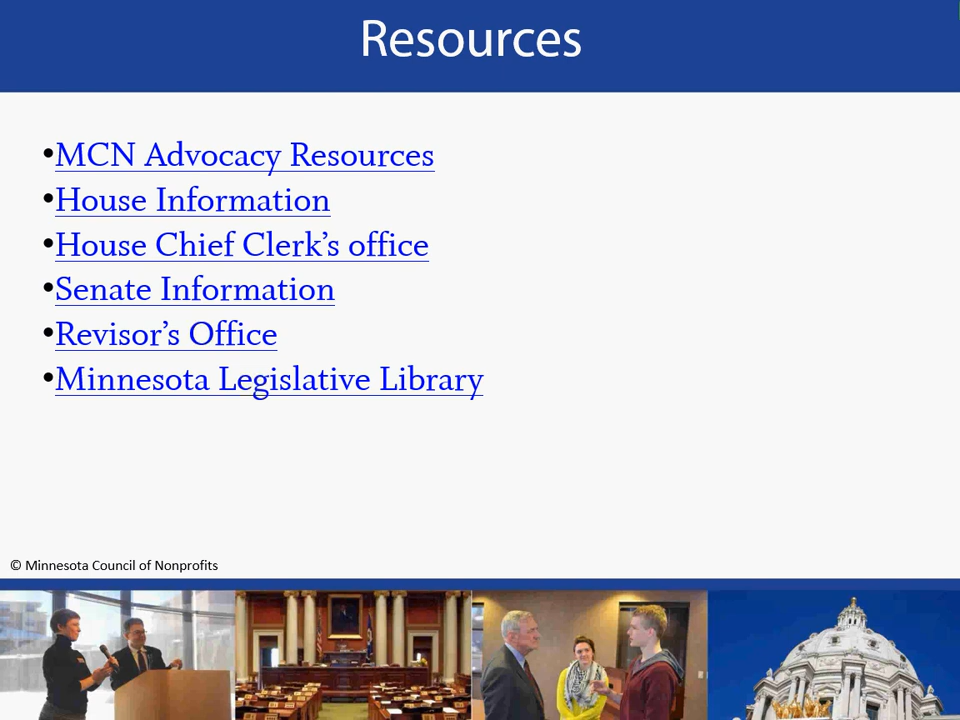 Resources
•MCN Advocacy Resources
•House Information
•House Chief Clerk’s office
•Senate Information
•Revisor’s Office
•Minnesota Legislative Library
© Minnesota Council of Nonprofits